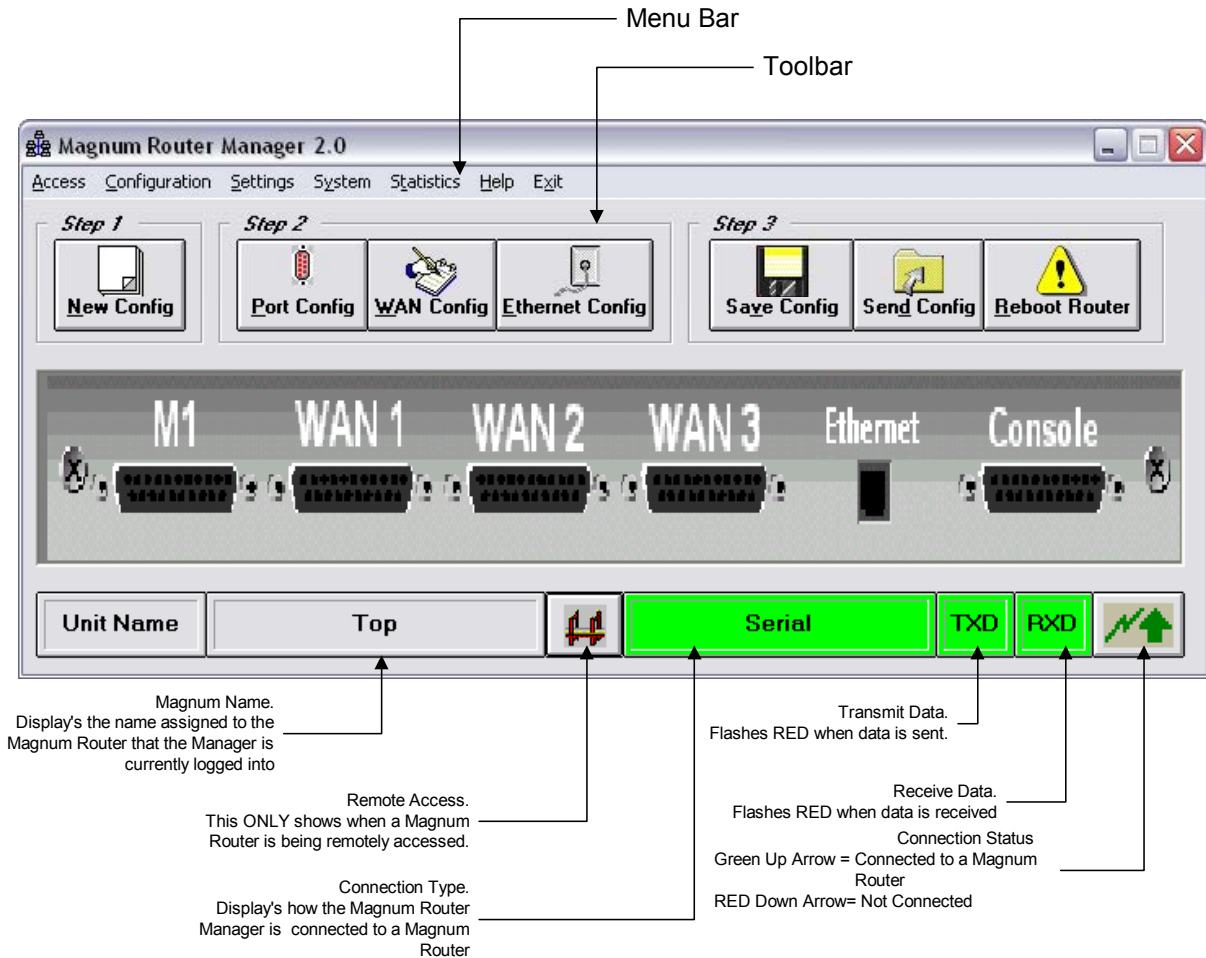 Menu Bar
Toolbar
Magnum Router Manager 2.0
Access Configuration Settings System Statistics Help Exit
Step 1
Step 2
Step 3
New Config
Port Config
WAN Config
Ethernet Config
Save Config
Send Config
Reboot Router
M1
WAN 1
WAN 2
WAN 3
Ethernet
Console
Unit Name
Top
Serial
TXD
RXD
Magnum Name.
Display's the name assigned to the
Magnum Router that the Manager is
currently logged into
Transmit Data.
Flashes RED when data is sent.
Remote Access.
This ONLY shows when a Magnum
Router is being remotely accessed.
Receive Data.
Flashes RED when data is received
Connection Status
Green Up Arrow = Connected to a Magnum
Router
RED Down Arrow= Not Connected
Connection Type.
Display's how the Magnum Router
Manager is connected to a Magnum
Router